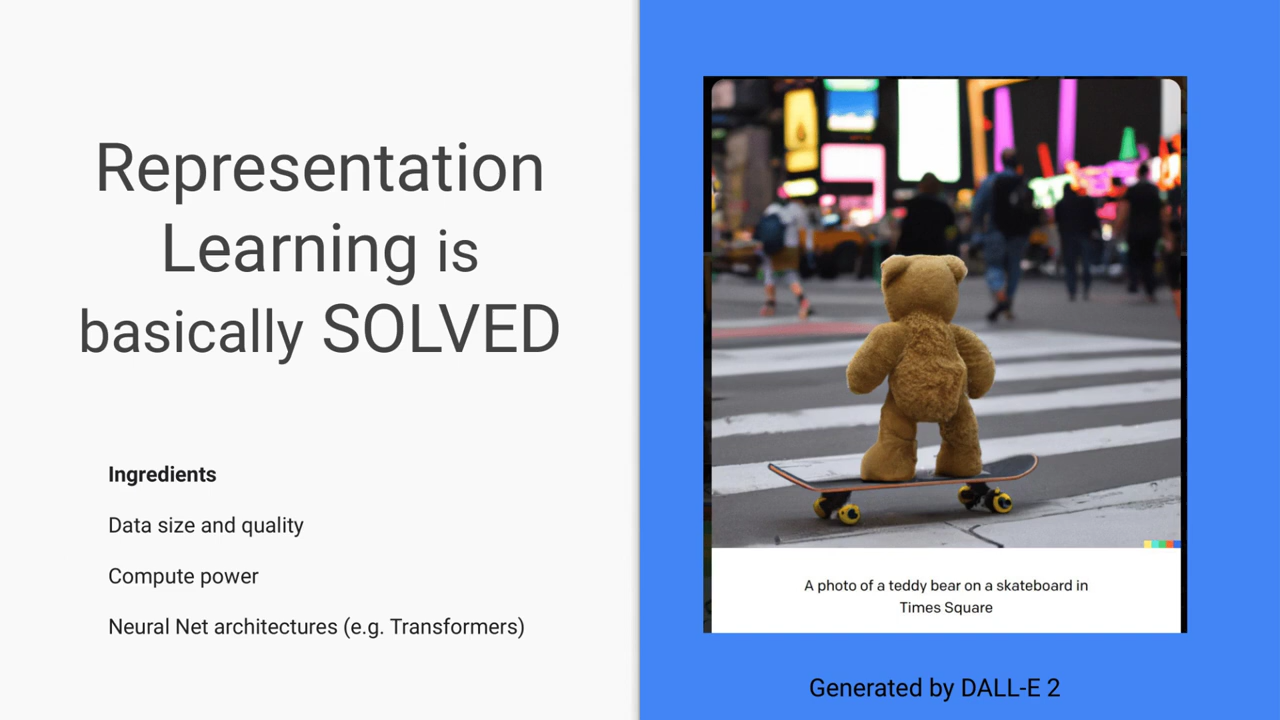 Representation
Learning is
basically SOLVED
Ingredients
Data size and quality
Compute power
Neural Net architectures (e.g. Transformers)
A photo of a teddy bear on a skateboard in
Times Square
Generated by DALL-E 2